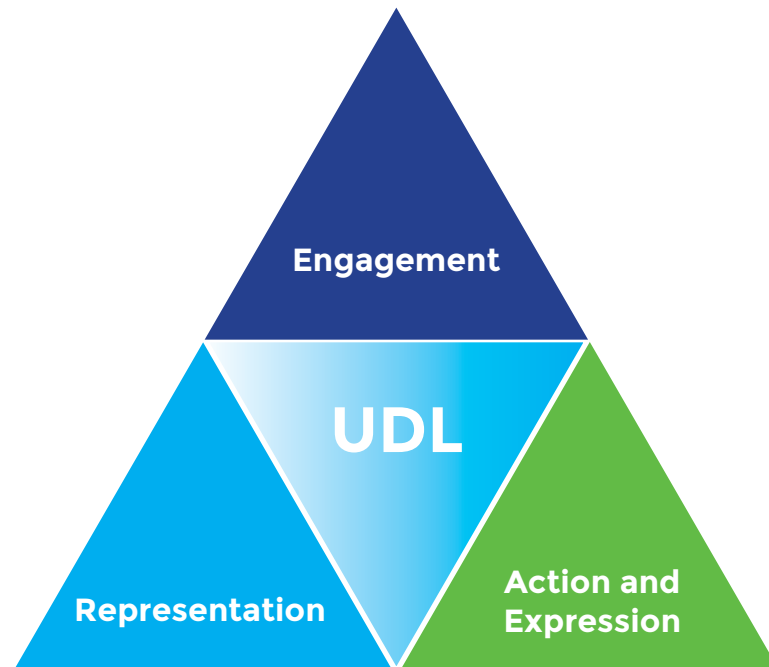 Engagement
UDL
Representation
Action and
Expression